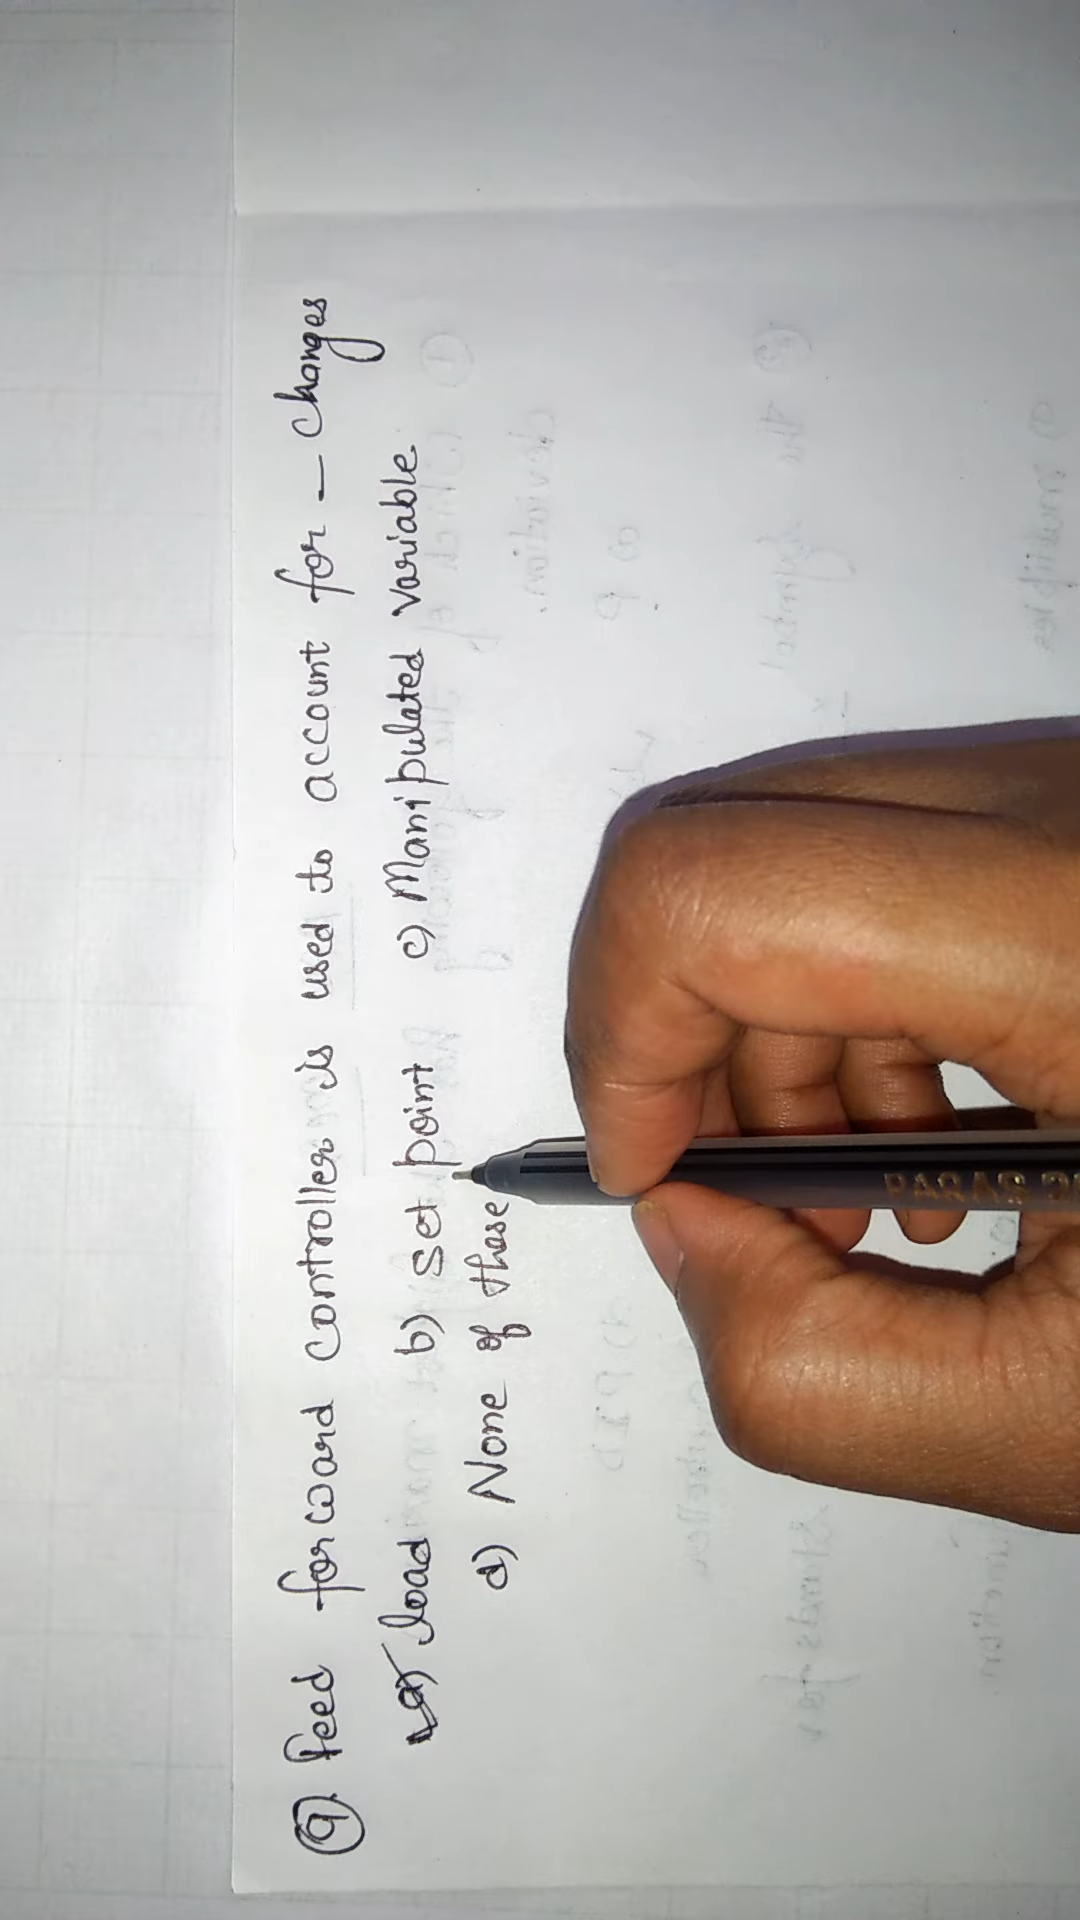 9. Feed forward controller is used to account for — changes
a) load b) set point c) Manipulated variable
d) None of these
PARAS